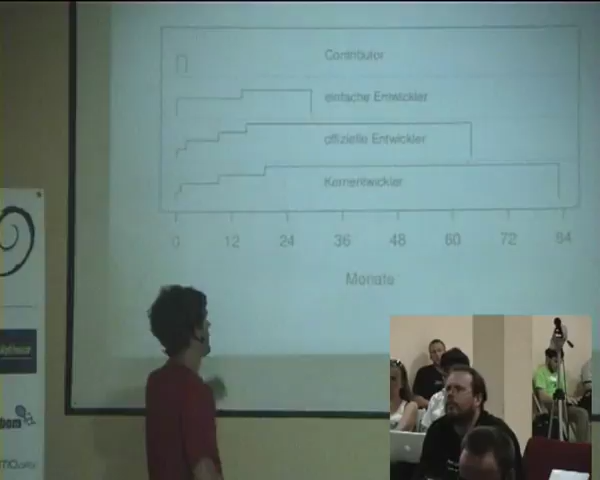 Contributor
einfache Entwickler
offizielle Entwickler
Kernentwickler
0 12 24 36 48 60 72 84
Monate